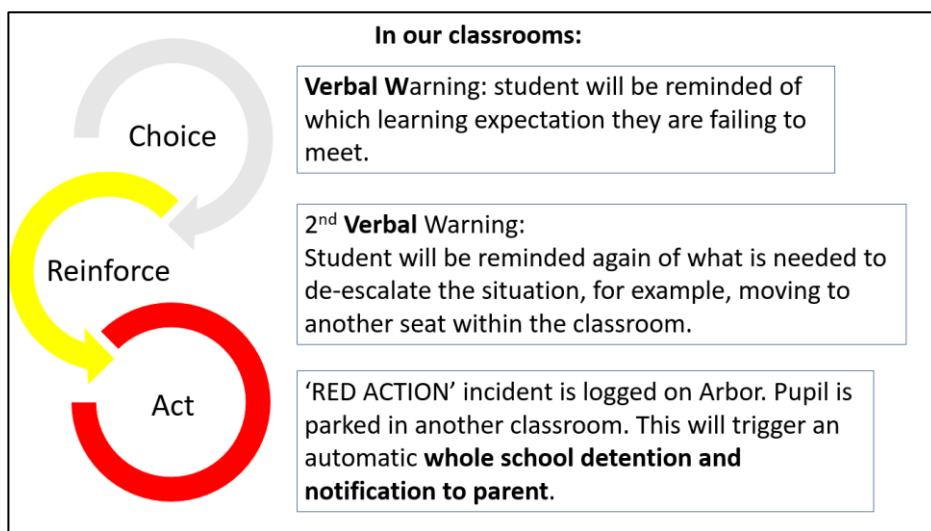 In our classrooms:
Choice
Verbal Warning: student will be reminded of
which learning expectation they are failing to
meet.
Reinforce
2nd Verbal Warning:
Student will be reminded again of what is needed to
de-escalate the situation, for example, moving to
another seat within the classroom.
Act
‘RED ACTION’ incident is logged on Arbor. Pupil is
parked in another classroom. This will trigger an
automatic whole school detention and
notification to parent.